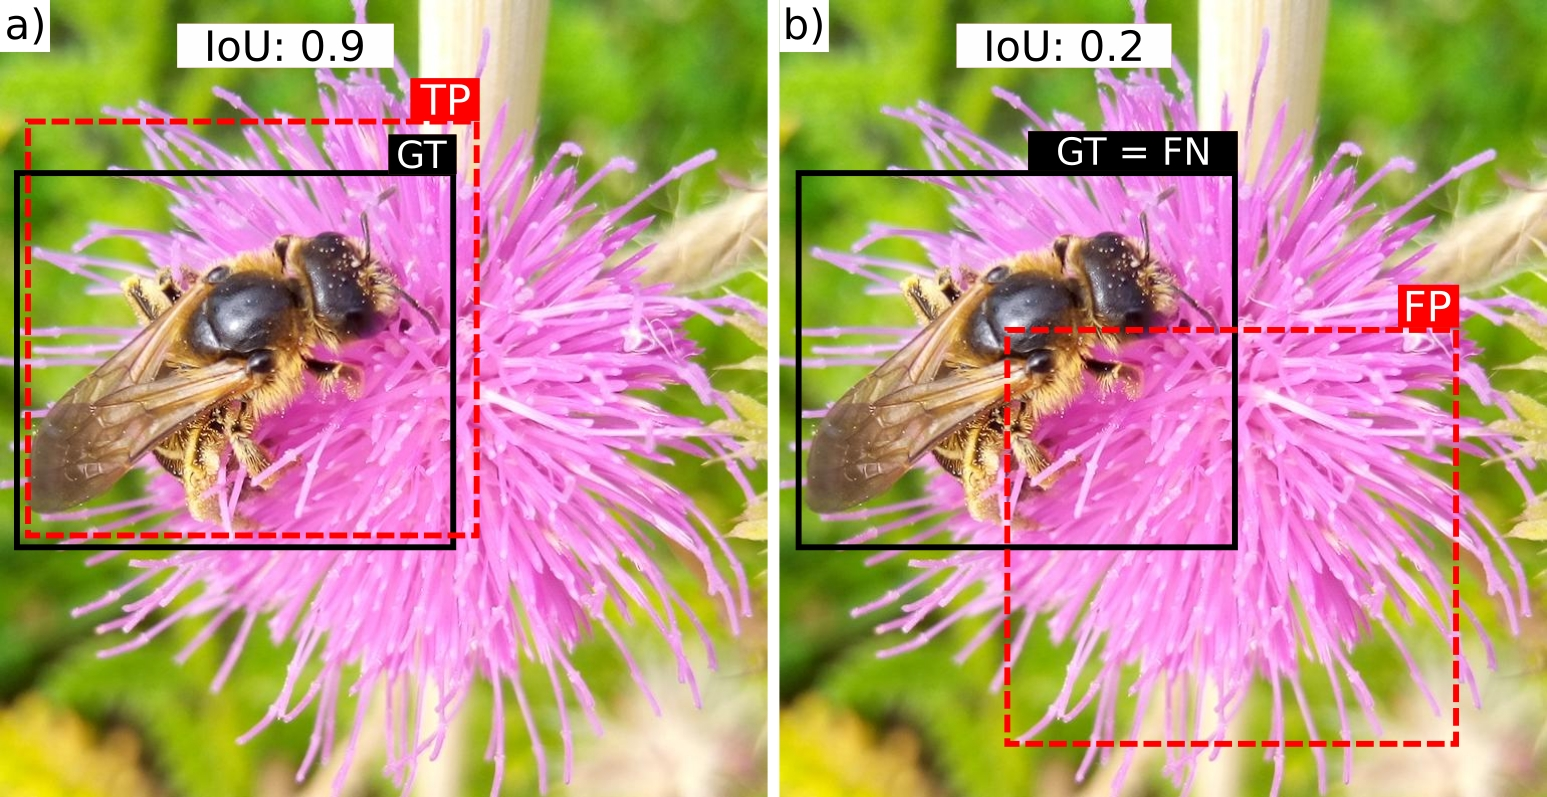 a)
IoU: 0.9
TP
GT
b)
IoU: 0.2
GT = FN
FP